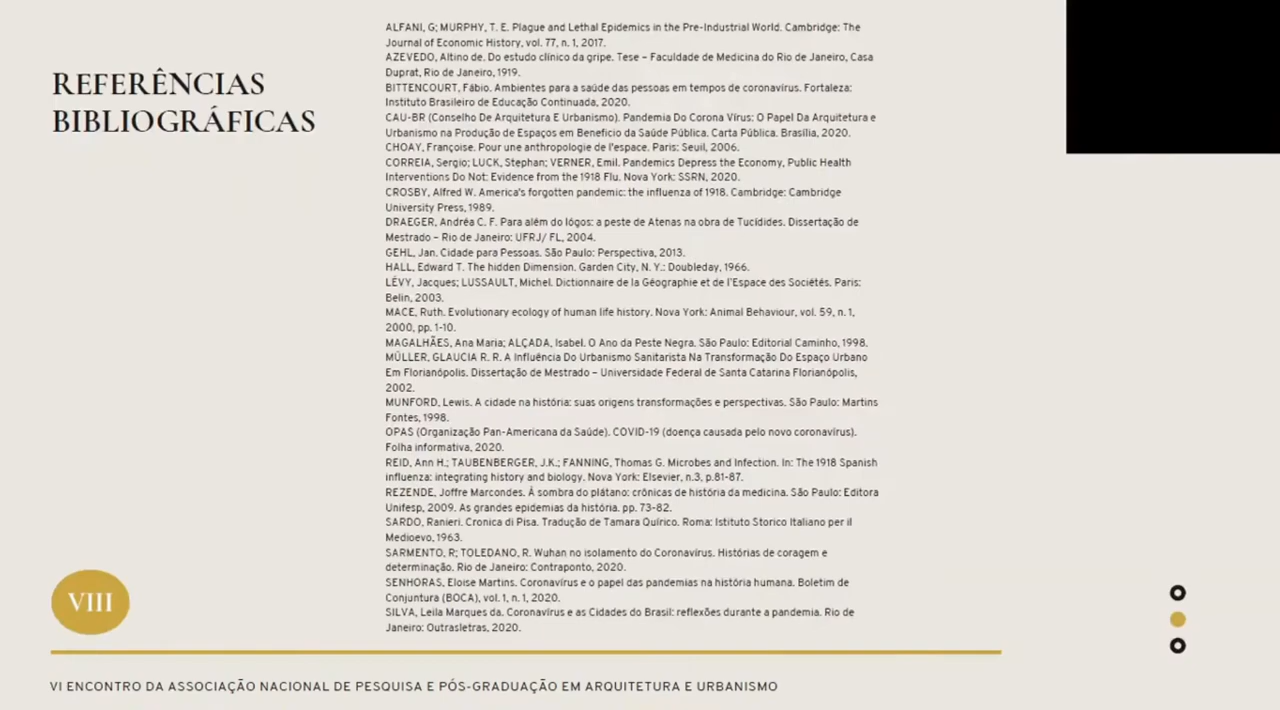 REFERÊNCIAS
BIBLIOGRÁFICAS
ALFANI, G; MURPHY, T. E. Plague and Lethal Epidemics in the Pre-Industrial World. Cambridge: The
Journal of Economic History, vol. 77, n. 1, 2017.
AZEVEDO, Altino de. Do estudo clínico da gripe. Tese – Faculdade de Medicina do Rio de Janeiro, Casa
Duprat, Rio de Janeiro, 1919.
BITTENCOURT, Fábio. Ambientes para a saúde das pessoas em tempos de coronavírus. Fortaleza:
Instituto Brasileiro de Educação Continuada, 2020.
CAU-BR (Conselho De Arquitetura E Urbanismo). Pandemia Do Corona Vírus: O Papel Da Arquitetura e
Urbanismo na Produção de Espaços em Benefício da Saúde Pública. Carta Pública. Brasília, 2020.
CHOAY, Françoise. Pour une anthropologie de l'espace. Paris: Seuil, 2006.
CORREIA, Sergio; LUCK, Stephan; VERNER, Emil. Pandemics Depress the Economy, Public Health
Interventions Do Not: Evidence from the 1918 Flu. Nova York: SSRN, 2020.
CROSBY, Alfred W. America's forgotten pandemic: the influenza of 1918. Cambridge: Cambridge
University Press, 1989.
DRAEGER, Andréa C. F. Para além do lógos: a peste de Atenas na obra de Tucídides. Dissertação de
Mestrado – Rio de Janeiro: UFRJ/ FL, 2004.
GEHL, Jan. Cidade para Pessoas. São Paulo: Perspectiva, 2013.
HALL, Edward T. The hidden Dimension. Garden City, N. Y.: Doubleday, 1966.
LÉVY, Jacques; LUSSAULT, Michel. Dictionnaire de la Géographie et de l'Espace des Sociétés. Paris:
Belin, 2003.
MACE, Ruth. Evolutionary ecology of human life history. Nova York: Animal Behaviour, vol. 59, n. 1,
2000, pp. 1-10.
MAGALHÃES, Ana Maria; ALÇADA, Isabel. O Ano da Peste Negra. São Paulo: Editorial Caminho, 1998.
MÜLLER, GLAUCIA R. R. A Influência Do Urbanismo Sanitarista Na Transformação Do Espaço Urbano
Em Florianópolis. Dissertação de Mestrado – Universidade Federal de Santa Catarina Florianópolis,
2002.
MUNFORD, Lewis. A cidade na história: suas origens transformações e perspectivas. São Paulo: Martins
Fontes, 1998.
OPAS (Organização Pan-Americana da Saúde). COVID-19 (doença causada pelo novo coronavírus).
Folha informativa, 2020.
REID, Ann H.; TAUBENBERGER, J.K.; FANNING, Thomas G. Microbes and Infection. In: The 1918 Spanish
influenza: integrating history and biology. Nova York: Elsevier, n.3, p.81-87.
REZENDE, Joffre Marcondes. Á sombra do plátano: crônicas de história da medicina. São Paulo: Editora
Unifesp, 2009. As grandes epidemias da história. pp. 73-82.
SARDO, Ranieri. Cronica di Pisa. Tradução de Tamara Quírico. Roma: Istituto Storico Italiano per il
Medioevo, 1963.
SARMENTO, R; TOLEDANO, R. Wuhan no isolamento do Coronavírus. Histórias de coragem e
determinação. Rio de Janeiro: Contraponto, 2020.
SENHORAS, Eloise Martins. Coronavírus e o papel das pandemias na história humana. Boletim de
Conjuntura (BOCA), vol. 1, n. 1, 2020.
SILVA, Leila Marques da. Coronavírus e as Cidades do Brasil: reflexões durante a pandemia. Rio de
Janeiro: Outrasletras, 2020.
VIII
VI ENCONTRO DA ASSOCIAÇÃO NACIONAL DE PESQUISA E PÓS-GRADUAÇÃO EM ARQUITETURA E URBANISMO